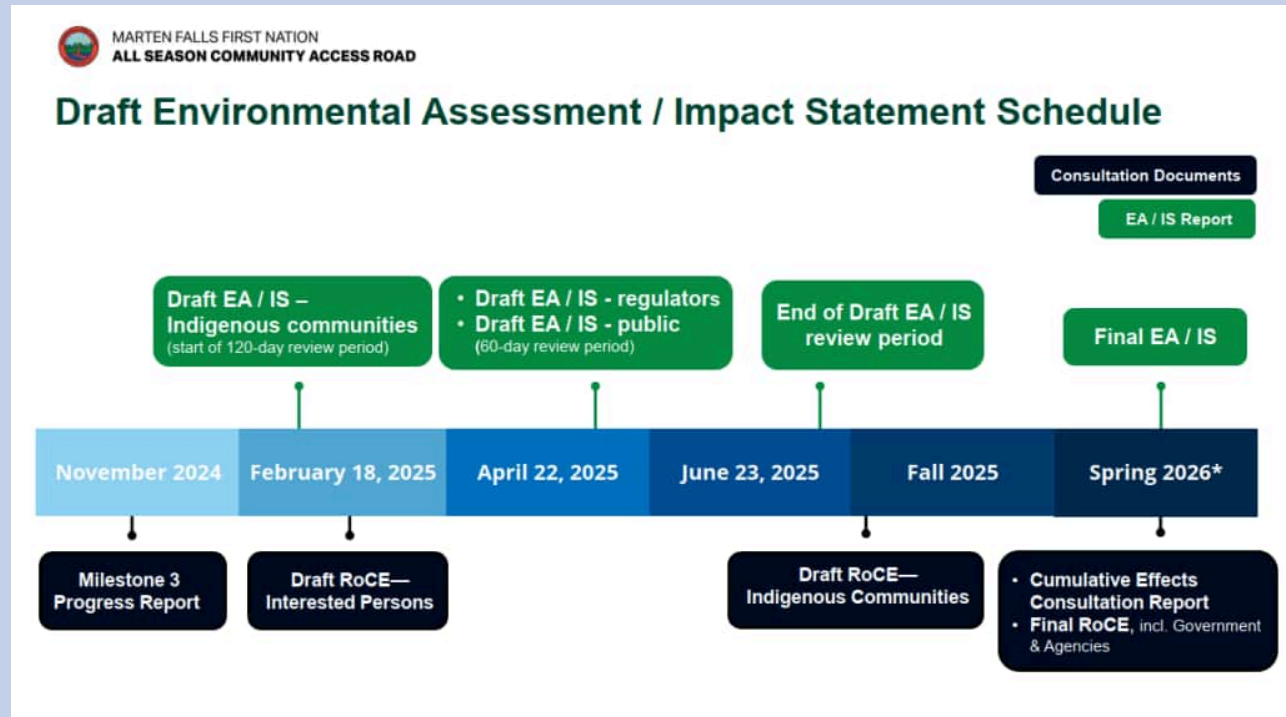 MARTEN FALLS FIRST NATION
ALL SEASON COMMUNITY ACCESS ROAD
Draft Environmental Assessment / Impact Statement Schedule
Consultation Documents
EA / IS Report
Draft EA / IS –
Indigenous communities
(start of 120-day review period)
• Draft EA / IS - regulators
• Draft EA / IS - public
(60-day review period)
End of Draft EA / IS
review period
Final EA / IS
November 2024
February 18, 2025
April 22, 2025
June 23, 2025
Fall 2025
Spring 2026*
Milestone 3
Progress Report
Draft RoCE—
Interested Persons
Draft RoCE—
Indigenous Communities
• Cumulative Effects
Consultation Report
• Final RoCE, incl. Government
& Agencies